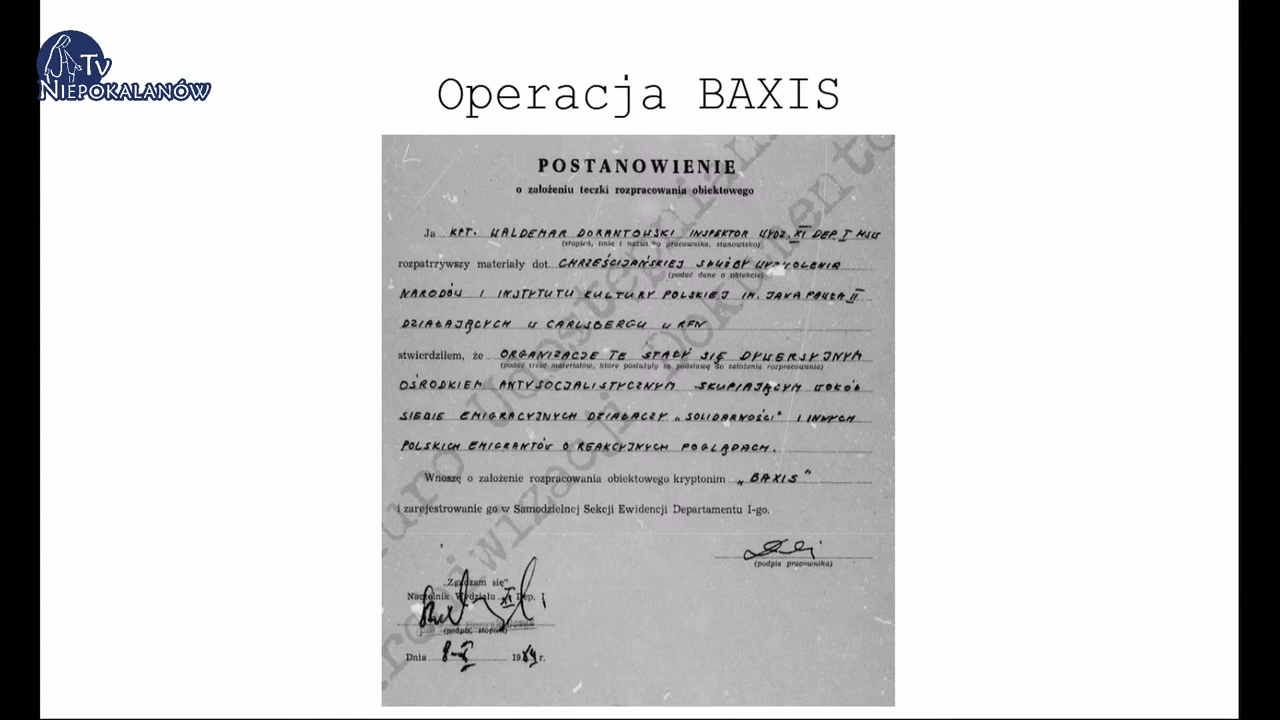 Tv
NIEPOKALANÓW
Operacja BAXIS
POSTANOWIENIE
o założeniu teczki rozpracowania obiektowego
Ja KPT. WALDEMAR DORANTOWSKI INSPEKTOR WYDZ. XI DEP. I MSW
(stopień, imię i nazwisko pracownika, stanowisko)
rozpatrzywszy materiały dot. CHRZEŚCIJAŃSKIEJ SŁUŻBY WYZWOLENIA
(podać dane o obiekcie)
NARODÓW I INSTYTUTU KULTURY POLSKIEJ IM. JANA PAWŁA II
DZIAŁAJĄCYCH W CARLSBERGU W RFN
stwierdziłem, że ORGANIZACJE TE STAŁY SIĘ DYWERSYJNYM
(podać treść materiałów, które posłużyły za podstawę do założenia rozpracowania)
OŚRODKIEM ANTYSOCJALISTYCZNYM SKUPIAJĄCYM WOKÓŁ
SIEBIE EMIGRACYJNYCH DZIAŁACZY „SOLIDARNOŚCI" I INNYCH
POLSKICH EMIGRANTÓW O REAKCYJNYCH POGLĄDACH.
Wnoszę o założenie rozpracowania obiektowego kryptonim „BAXIS"
i zarejestrowanie go w Samodzielnej Sekcji Ewidencji Departamentu I-go.
(podpis pracownika)
„Zgadzam się"
Naczelnik Wydziału XI Dep. I
(podpis, stopień)
Dnia 8-X 1984 r.